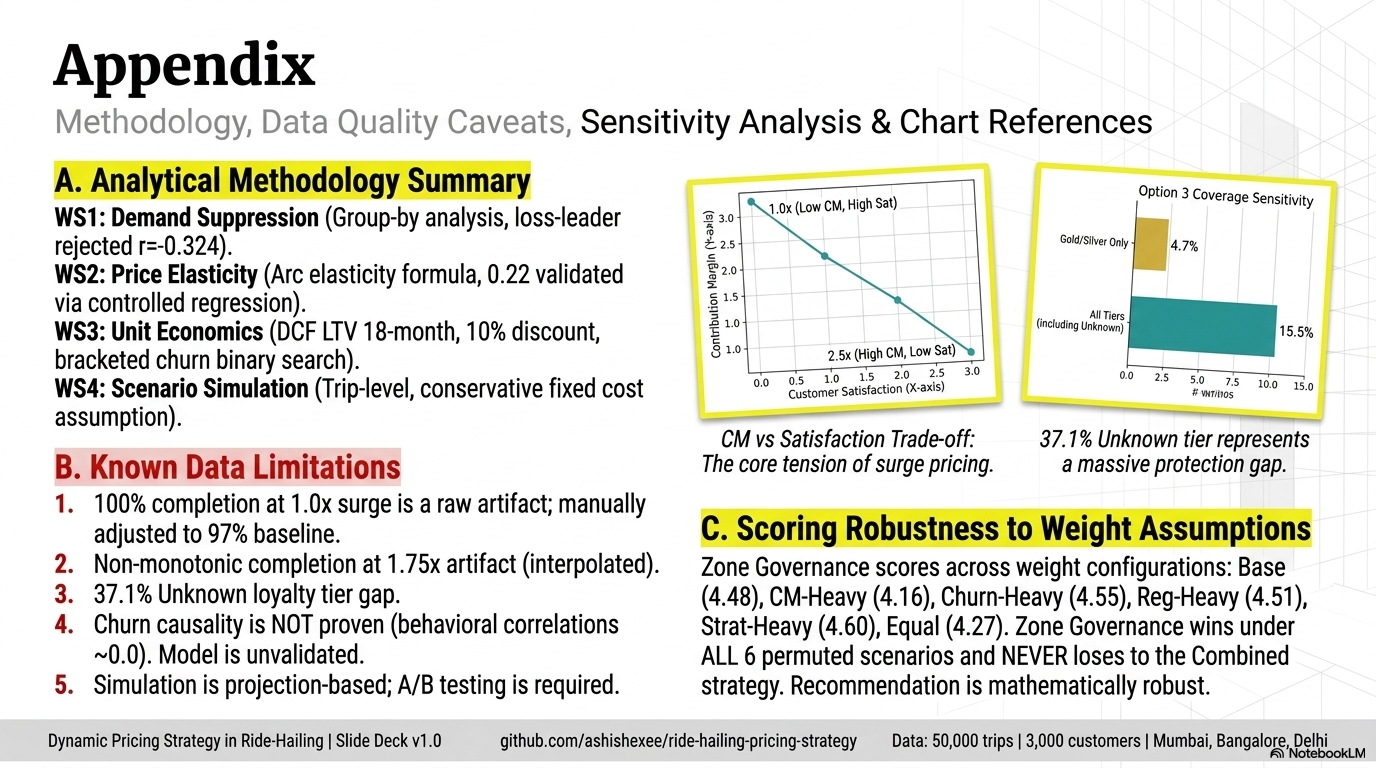 Appendix
Methodology, Data Quality Caveats, Sensitivity Analysis & Chart References
A. Analytical Methodology Summary
WS1: Demand Suppression (Group-by analysis, loss-leader
rejected r=-0.324).
WS2: Price Elasticity (Arc elasticity formula, 0.22 validated
via controlled regression).
WS3: Unit Economics (DCF LTV 18-month, 10% discount,
bracketed churn binary search).
WS4: Scenario Simulation (Trip-level, conservative fixed cost
assumption).
B. Known Data Limitations
1. 100% completion at 1.0x surge is a raw artifact; manually
adjusted to 97% baseline.
2. Non-monotonic completion at 1.75x artifact (interpolated).
3. 37.1% Unknown loyalty tier gap.
4. Churn causality is NOT proven (behavioral correlations
~0.0). Model is unvalidated.
5. Simulation is projection-based; A/B testing is required.
Contribution Margin (Y-axis)
3.0
2.5
2.0
1.5
1.0
1.0
1.0x (Low CM, High Sat)
2.5x (High CM, Low Sat)
0.0 0.5 1.0 1.5 2.0 2.5 3.0
Customer Satisfaction (X-axis)
CM vs Satisfaction Trade-off:
The core tension of surge pricing.
Option 3 Coverage Sensitivity
Gold/Silver Only
4.7%
All Tiers
(including Unknown)
15.5%
0.0 2.5 5.0 7.5 10.0 15.0
#
37.1% Unknown tier represents
a massive protection gap.
C. Scoring Robustness to Weight Assumptions
Zone Governance scores across weight configurations: Base
(4.48), CM-Heavy (4.16), Churn-Heavy (4.55), Reg-Heavy (4.51),
Strat-Heavy (4.60), Equal (4.27). Zone Governance wins under
ALL 6 permuted scenarios and NEVER loses to the Combined
strategy. Recommendation is mathematically robust.
Dynamic Pricing Strategy in Ride-Hailing | Slide Deck v1.0
github.com/ashishexee/ride-hailing-pricing-strategy
Data: 50,000 trips | 3,000 customers | Mumbai, Bangalore, Delhi
NotebookLM